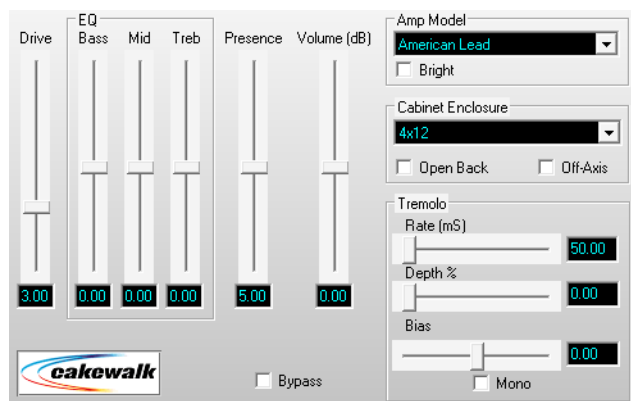 EQ
Drive Bass Mid Treb Presence Volume (dB)
3.00 0.00 0.00 0.00 5.00 0.00
cakewalk
Bypass
Amp Model
American Lead
Bright
Cabinet Enclosure
4x12
Open Back Off-Axis
Tremolo
Rate (mS)
50.00
Depth %
0.00
Bias
0.00
Mono